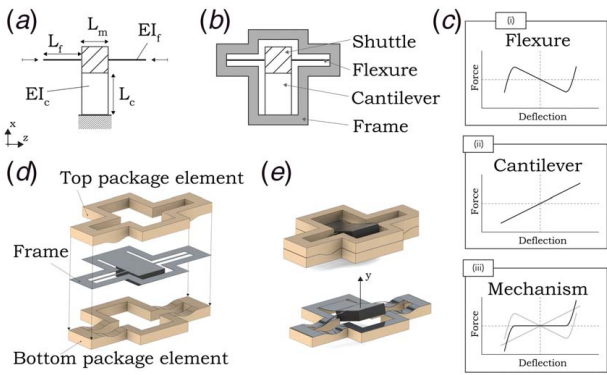 (a)
L_m
L_f
EI_f
EI_c
L_c
x
z
(b)
Shuttle
Flexure
Cantilever
Frame
(c)
(i)
Flexure
Force
Deflection
(ii)
Cantilever
Force
Deflection
(iii)
Mechanism
Force
Deflection
(d)
Top package element
Frame
Bottom package element
(e)
y